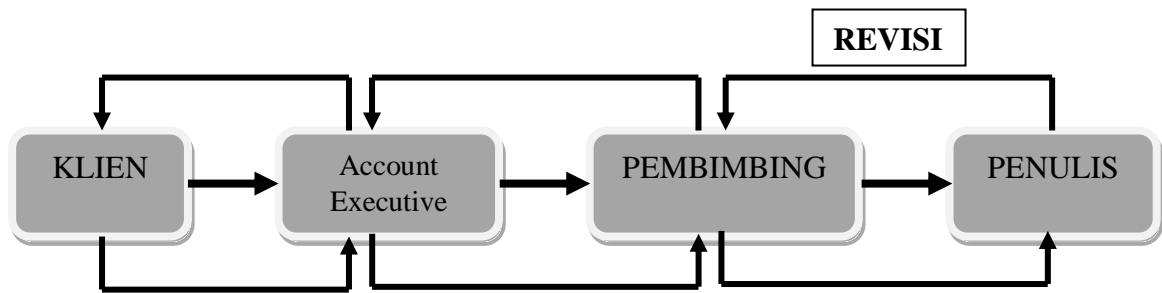 REVISI
KLIEN
Account
Executive
PEMBIMBING
PENULIS